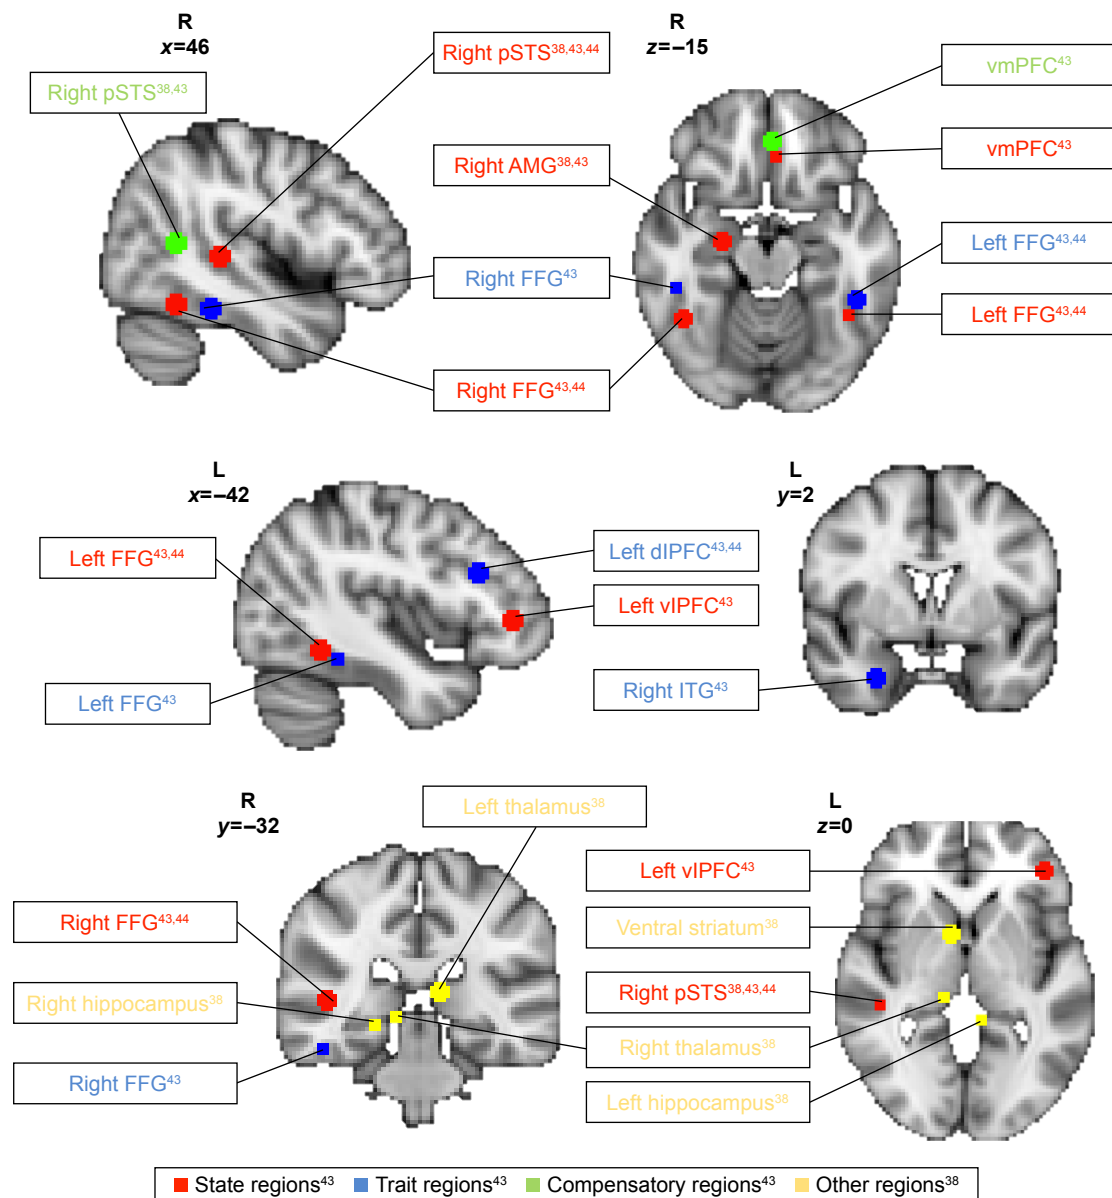 R
x=46
R
z=−15
Right pSTS38,43,44
vmPFC43
Right pSTS38,43
vmPFC43
Right AMG38,43
Left FFG43,44
Right FFG43
Left FFG43,44
Right FFG43,44
L
x=−42
L
y=2
Left FFG43,44
Left dlPFC43,44
Left vlPFC43
Left FFG43
Right ITG43
R
y=−32
Left thalamus38
L
z=0
Left vlPFC43
Right FFG43,44
Ventral striatum38
Right hippocampus38
Right pSTS38,43,44
Right thalamus38
Right FFG43
Left hippocampus38
State regions43 Trait regions43 Compensatory regions43 Other regions38